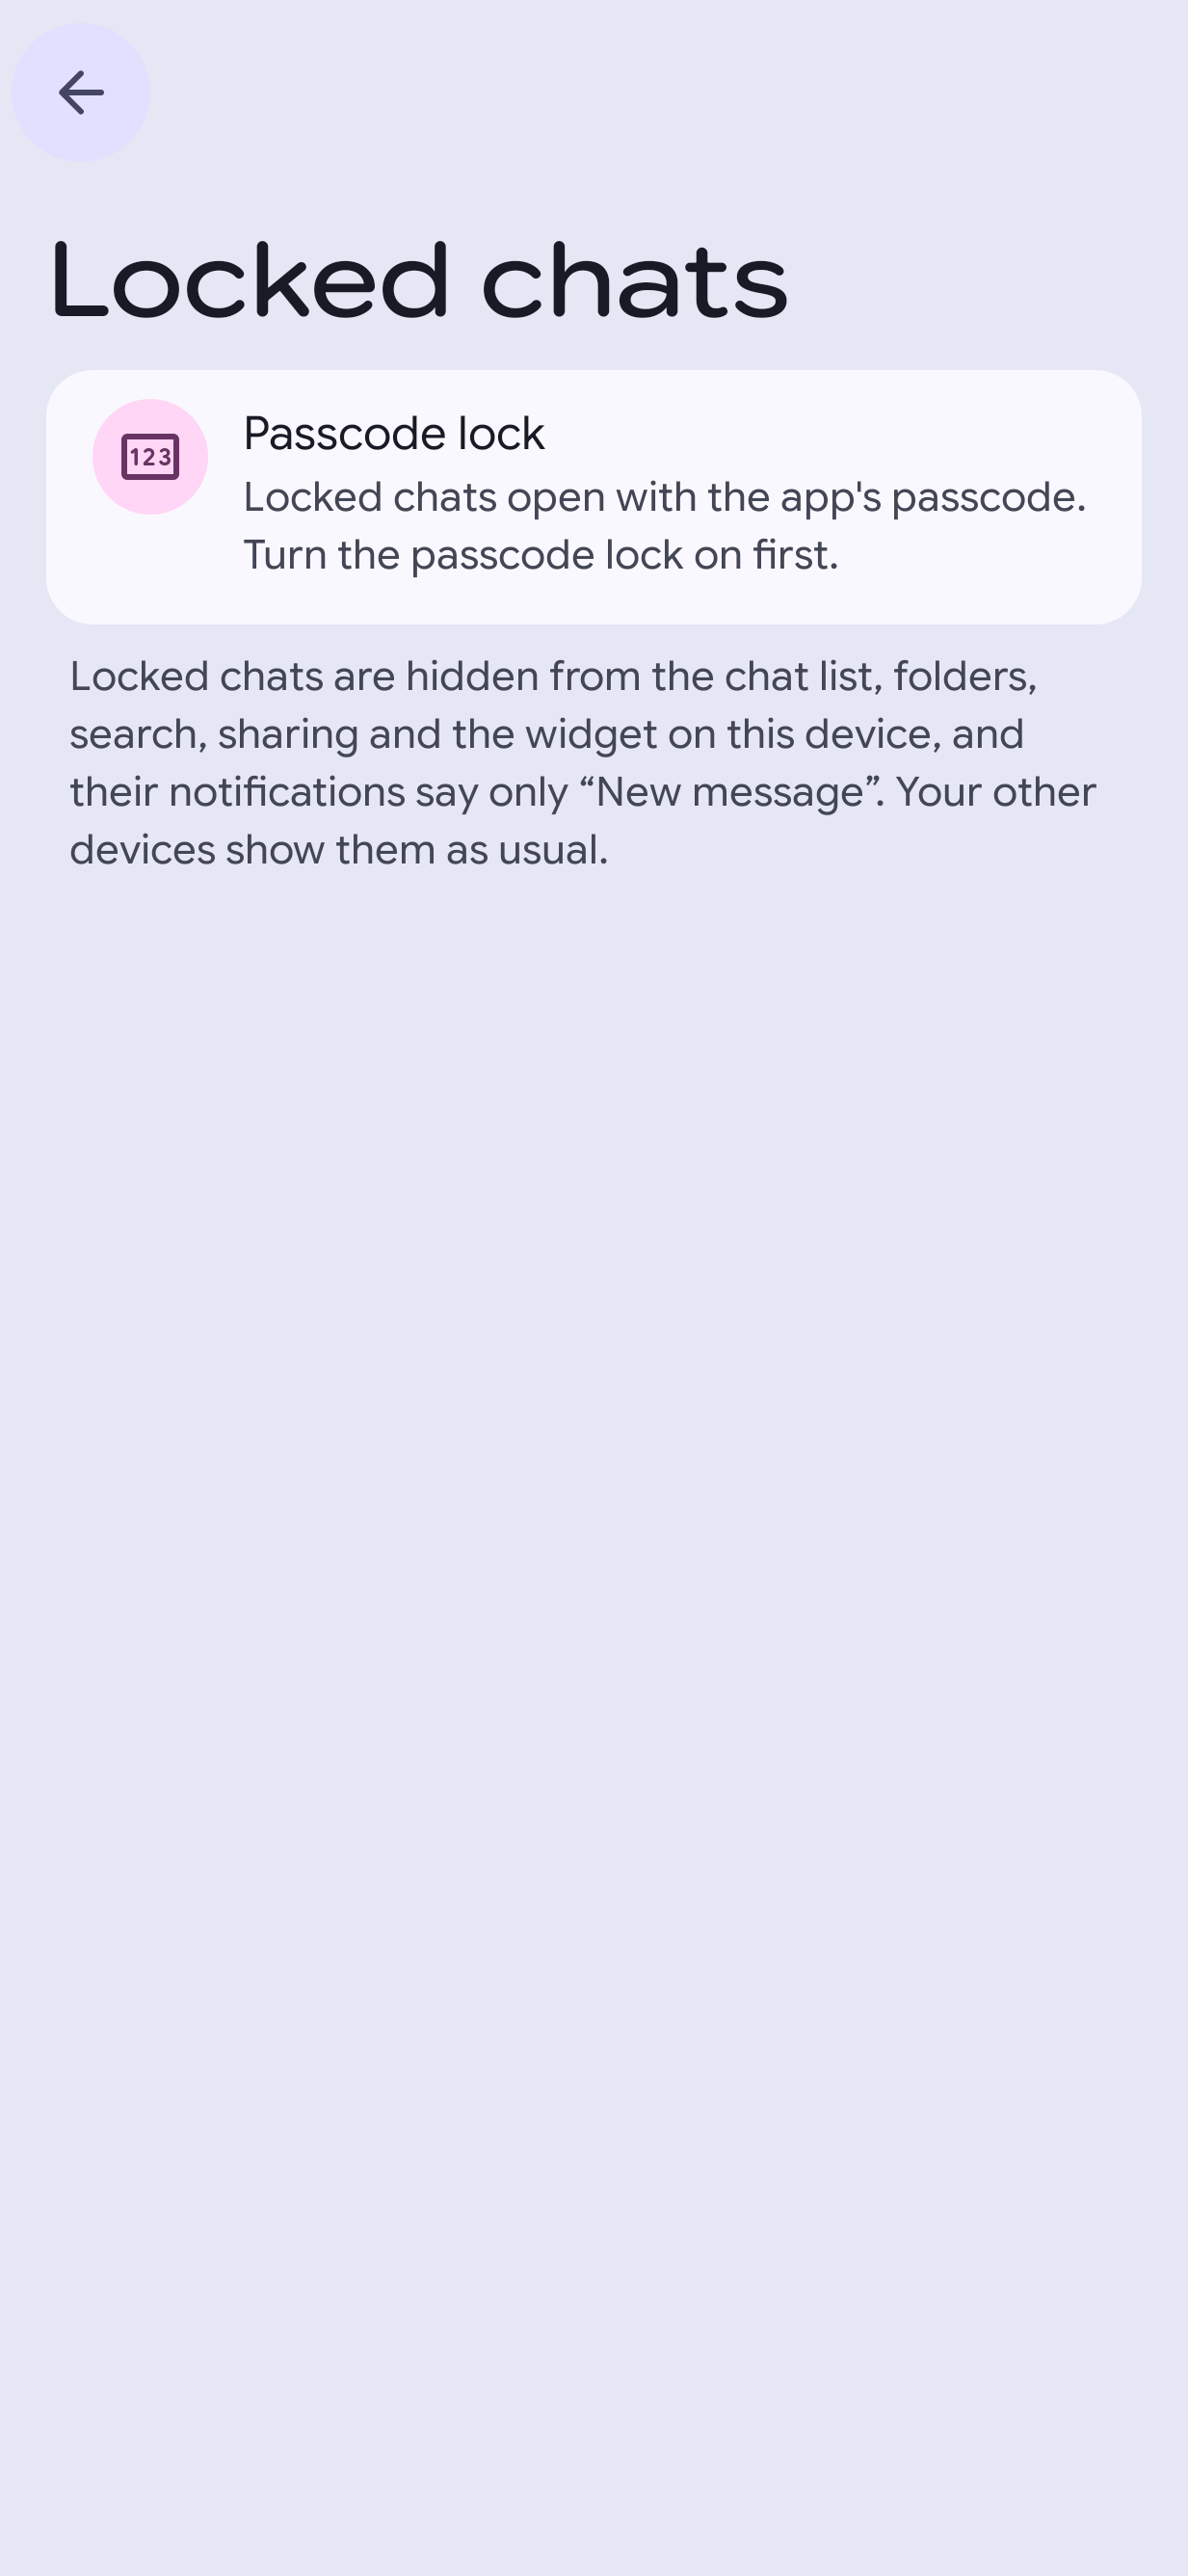 Locked chats
123
Passcode lock
Locked chats open with the app's passcode.
Turn the passcode lock on first.
Locked chats are hidden from the chat list, folders,
search, sharing and the widget on this device, and
their notifications say only “New message”. Your other
devices show them as usual.